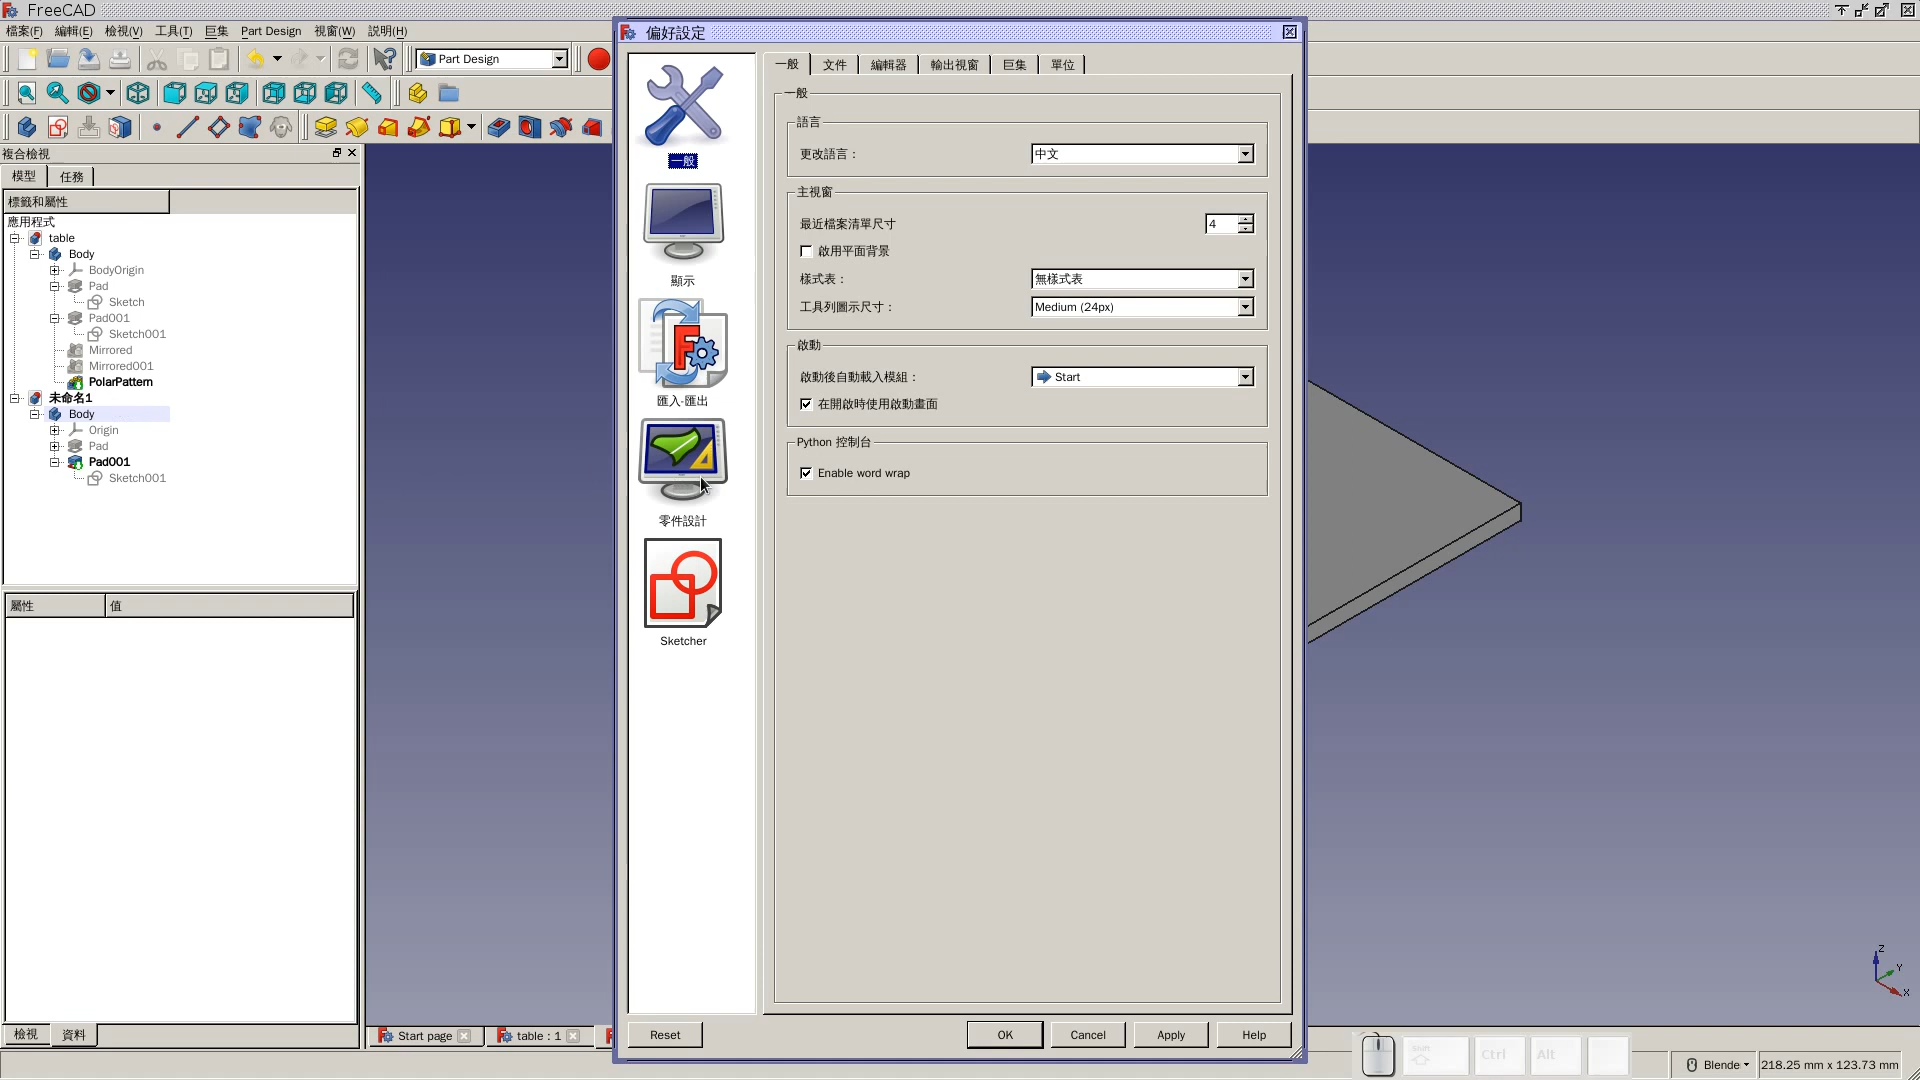 FreeCAD
檔案(F) 編輯(E) 檢視(V) 工具(T) 巨集 Part Design 視窗(W) 說明(H)
Part Design
複合檢視
模型 任務
標籤和屬性
應用程式
table
Body
BodyOrigin
Pad
Sketch
Pad001
Sketch001
Mirrored
Mirrored001
PolarPattern
未命名1
Body
Origin
Pad
Pad001
Sketch001
屬性 值
檢視 資料
Start page table : 1
偏好設定
一般
顯示
匯入-匯出
零件設計
Sketcher
一般 文件 編輯器 輸出視窗 巨集 單位
一般
語言
更改語言： 中文
主視窗
最近檔案清單尺寸 4
啟用平面背景
樣式表： 無樣式表
工具列圖示尺寸： Medium (24px)
啟動
啟動後自動載入模組： Start
在開啟時使用啟動畫面
Python 控制台
Enable word wrap
Reset OK Cancel Apply Help
Z
Y
X
Shift Ctrl Alt
Blende 218.25 mm x 123.73 mm